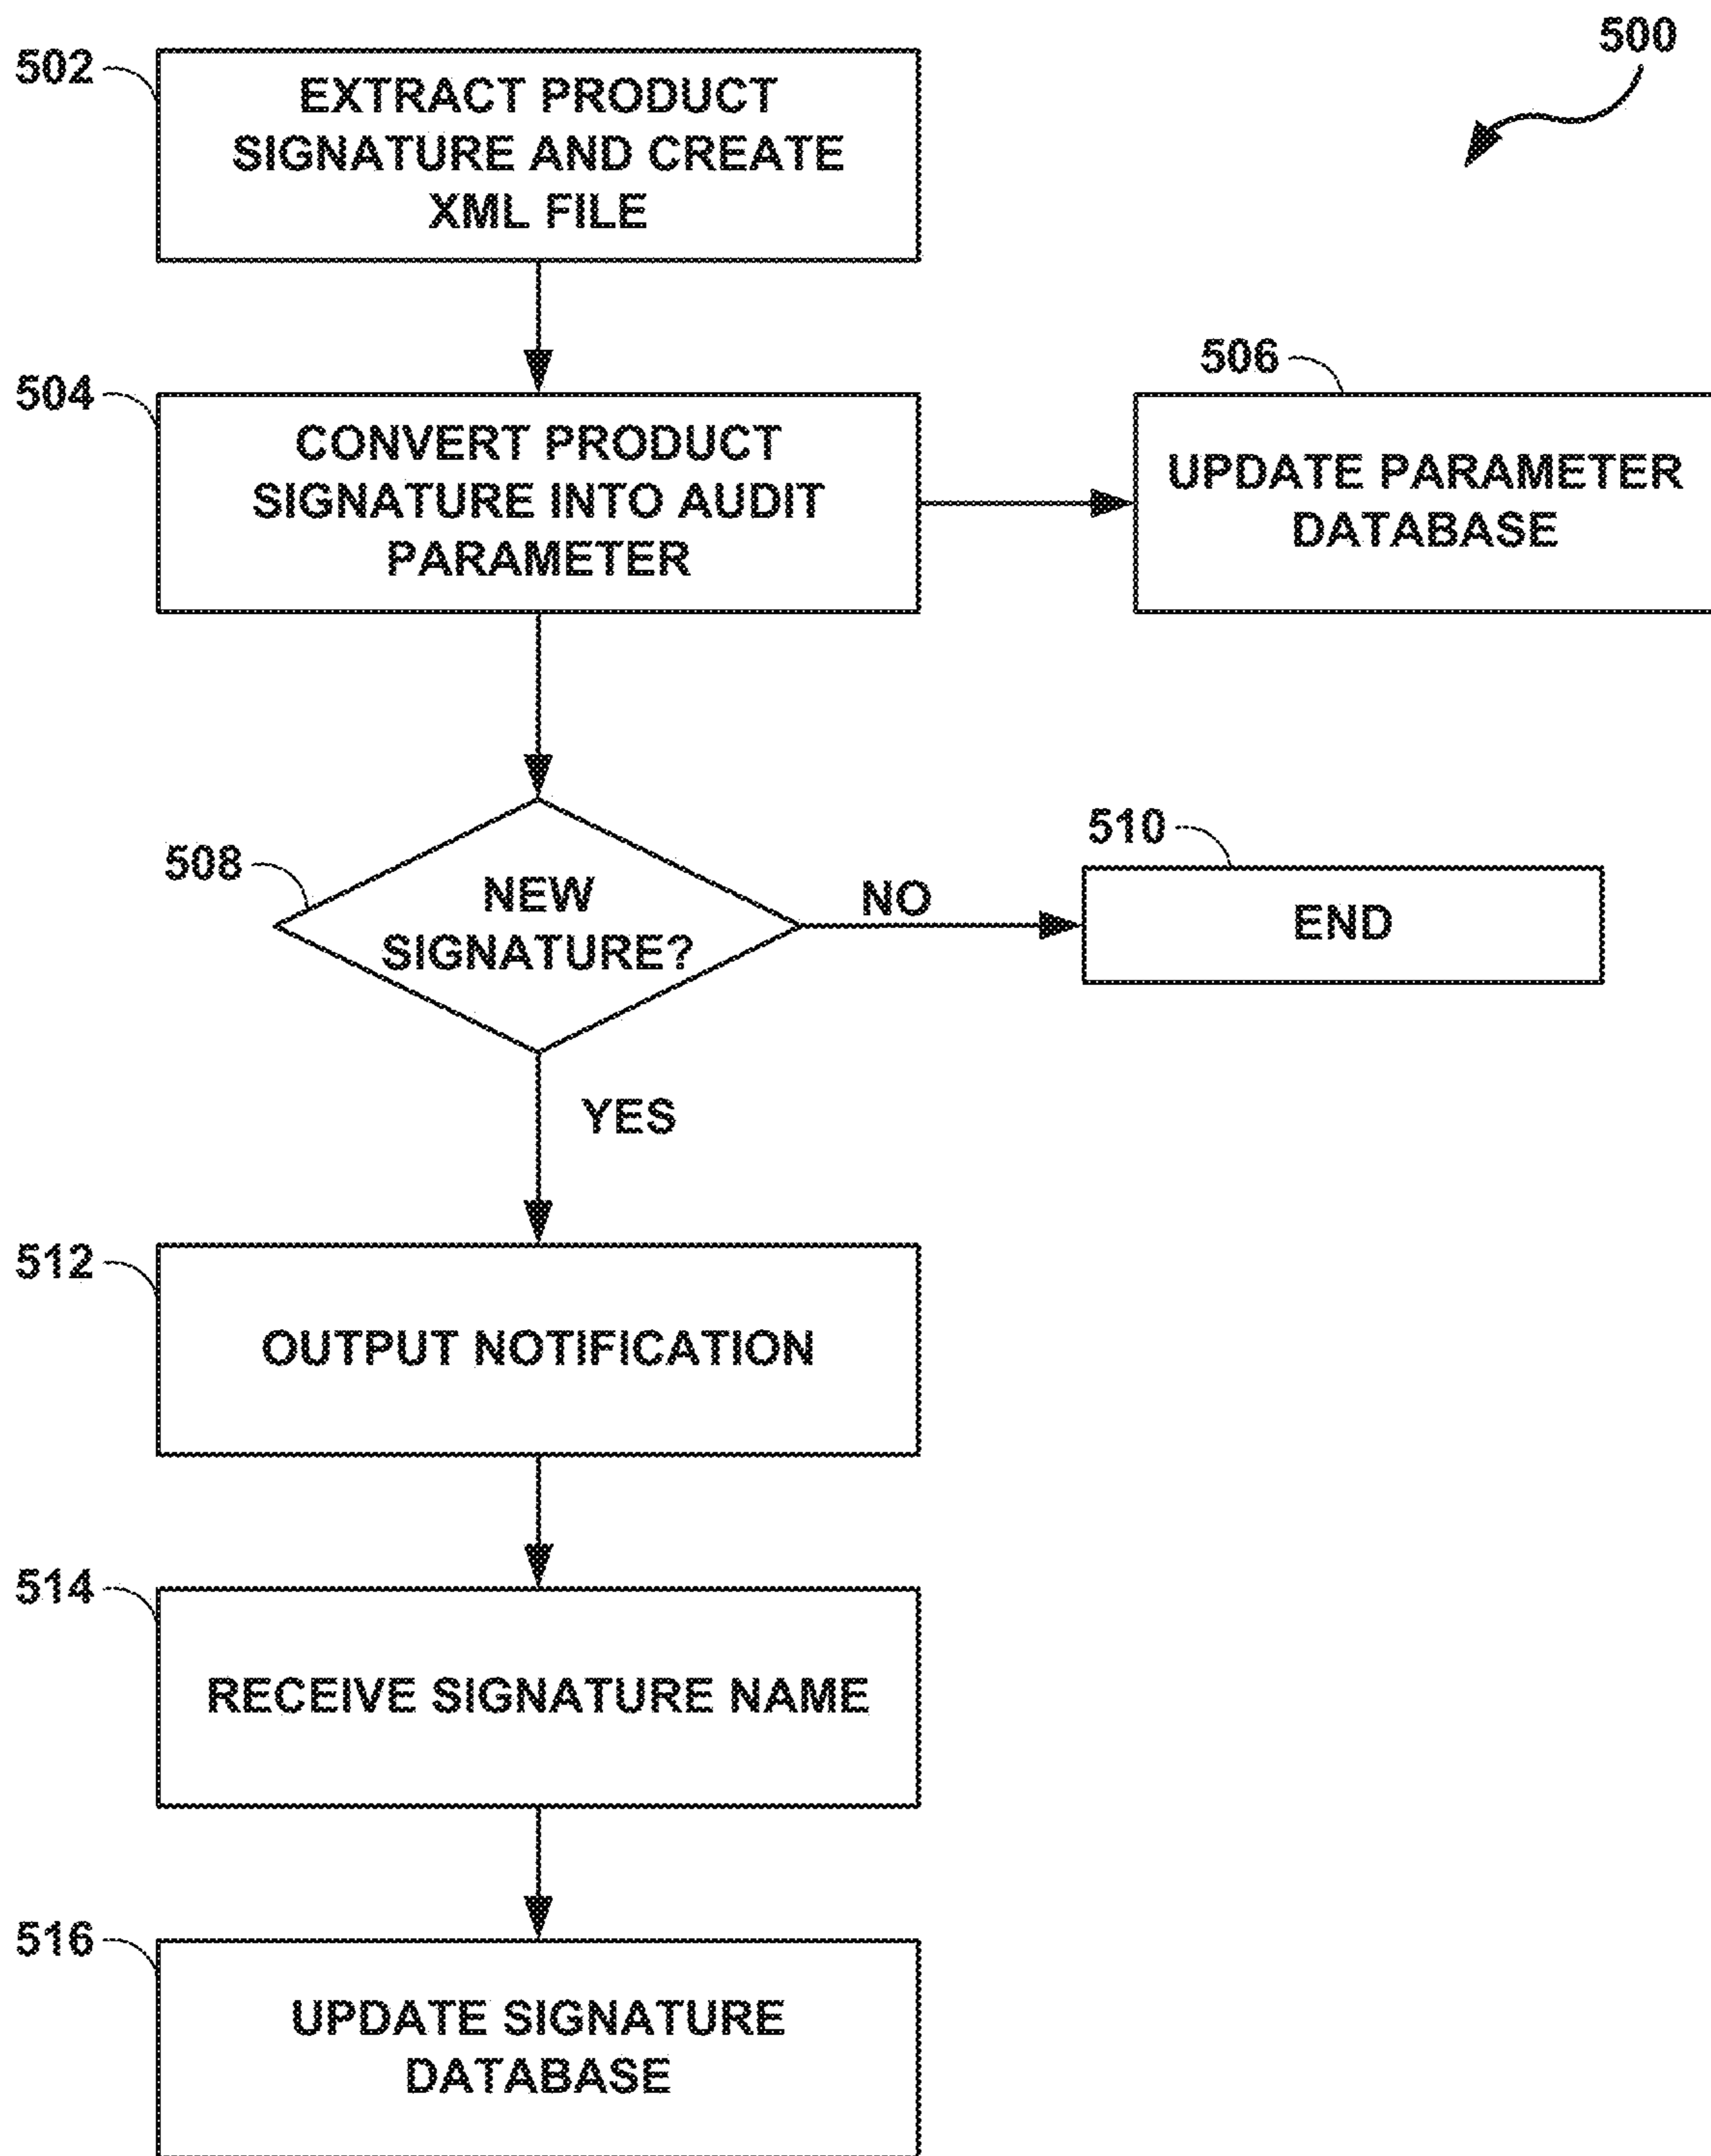 500
502
EXTRACT PRODUCT
SIGNATURE AND CREATE
XML FILE
504
CONVERT PRODUCT
SIGNATURE INTO AUDIT
PARAMETER
506
UPDATE PARAMETER
DATABASE
508
NEW
SIGNATURE?
NO
510
END
YES
512
OUTPUT NOTIFICATION
514
RECEIVE SIGNATURE NAME
516
UPDATE SIGNATURE
DATABASE